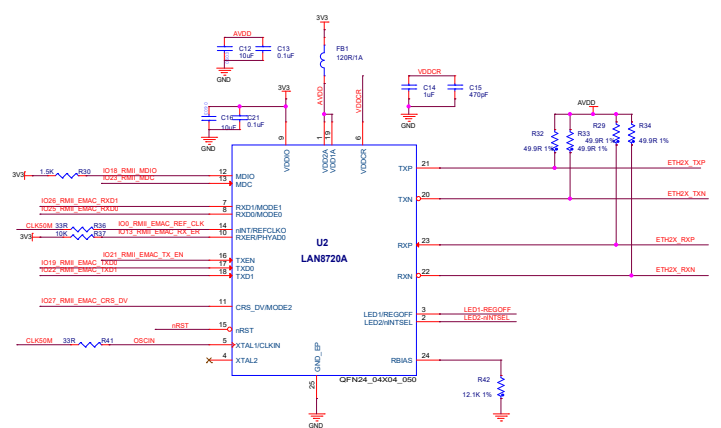 3V3
AVDD
C12
10uF
C13
0.1uF
GND
FB1
120R/1A
3V3
C16
10uF
C21
0.1uF
GND
AVDD
VDDCR
VDDCR
C14
1uF
C15
470pF
GND
AVDD
R32
49.9R 1%
R33
49.9R 1%
R29
49.9R 1%
R34
49.9R 1%
9
1
19
6
VDDIO
VDD2A
VDD1A
VDDCR
3V3
1.5K
R30
IO18_RMII_MDIO
12
MDIO
IO23_RMII_MDC
13
MDC
IO26_RMII_EMAC_RXD1
7
RXD1/MODE1
IO25_RMII_EMAC_RXD0
8
RXD0/MODE0
CLK50M
33R
R36
IO0_RMII_EMAC_REF_CLK
14
nINT/REFCLKO
3V3
10K
R37
IO13_RMII_EMAC_RX_ER
10
RXER/PHYAD0
IO21_RMII_EMAC_TX_EN
16
TXEN
IO19_RMII_EMAC_TXD0
17
TXD0
IO22_RMII_EMAC_TXD1
18
TXD1
IO27_RMII_EMAC_CRS_DV
11
CRS_DV/MODE2
nRST
15
nRST
CLK50M
33R
R41
OSCIN
5
XTAL1/CLKIN
4
XTAL2
U2
LAN8720A
TXP
21
ETH2X_TXP
TXN
20
ETH2X_TXN
RXP
23
ETH2X_RXP
RXN
22
ETH2X_RXN
LED1/REGOFF
3
LED1-REGOFF
LED2/nINTSEL
2
LED2-nINTSEL
RBIAS
24
GND_EP
25
QFN24_04X04_050
R42
12.1K 1%
GND
GND